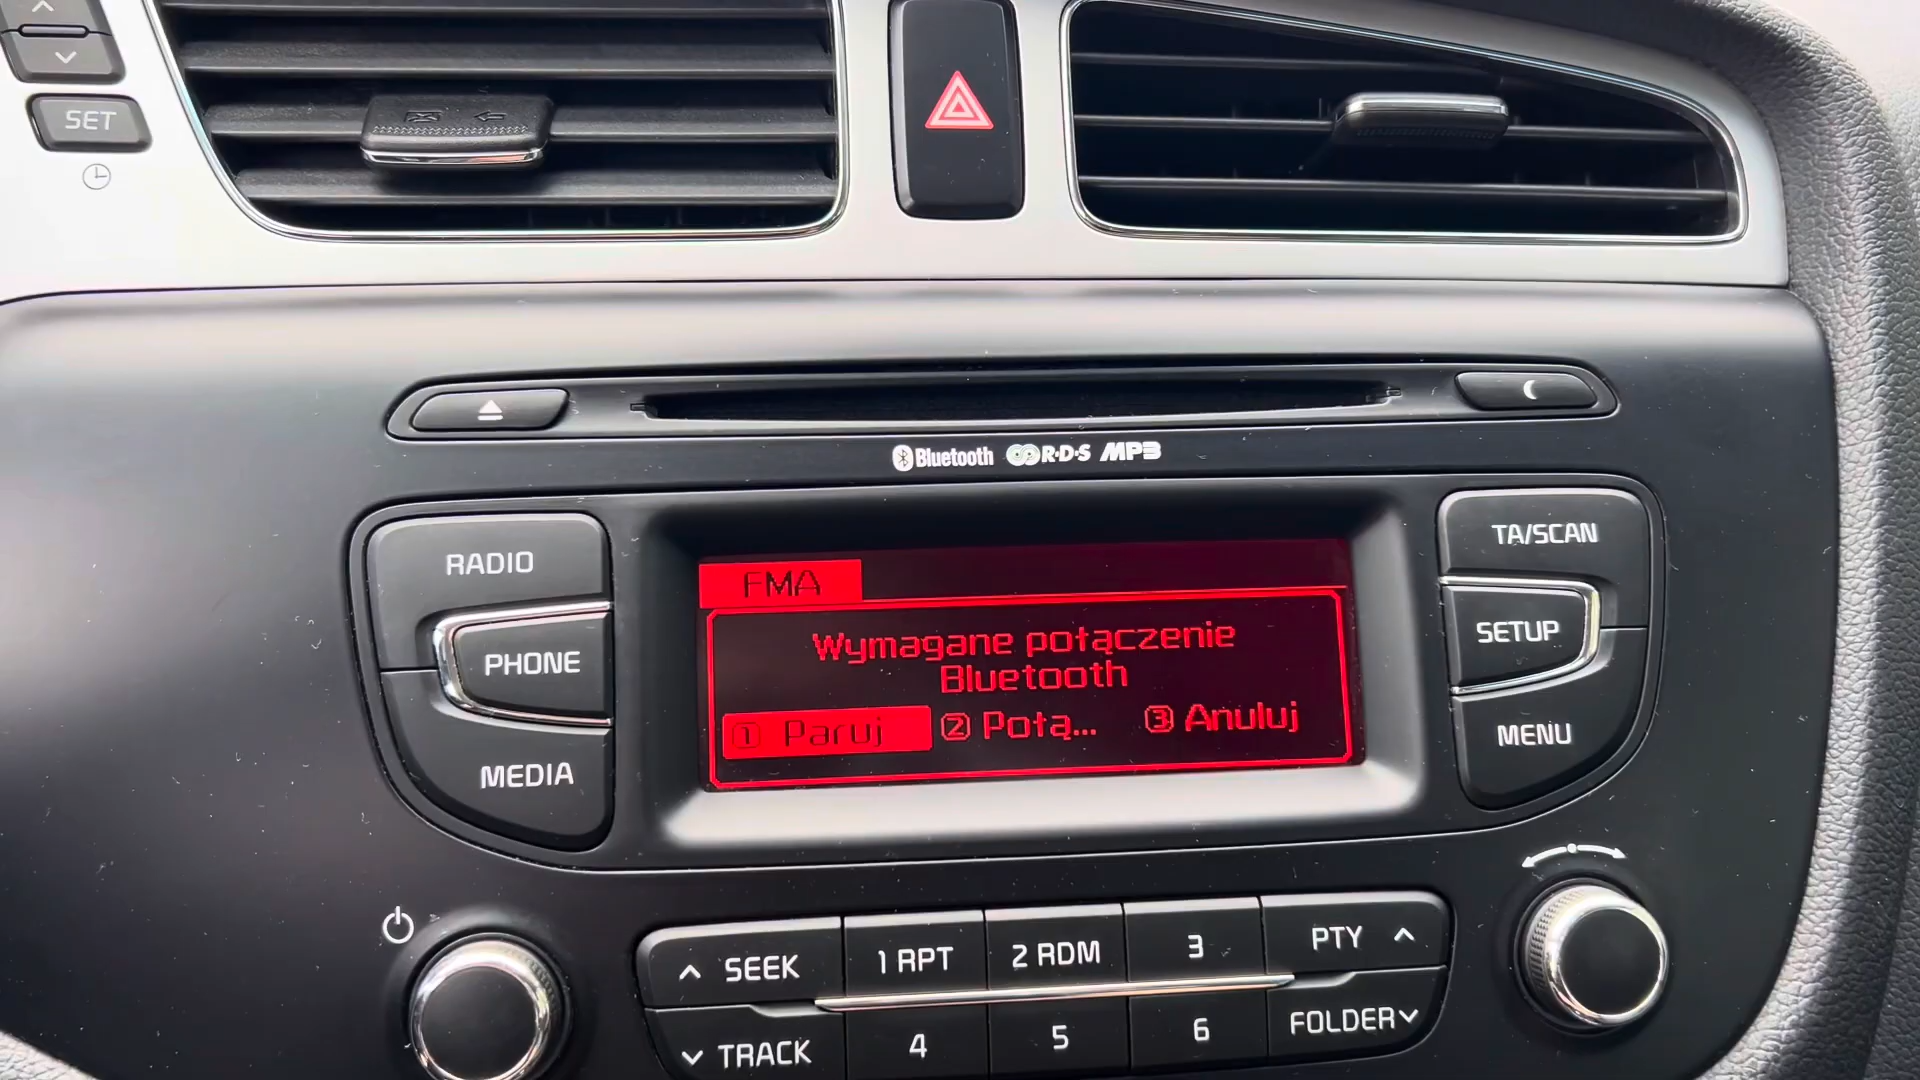 SET
Bluetooth R·D·S MP3
RADIO
PHONE
MEDIA
FMA
Wymagane połączenie
Bluetooth
1 Paruj 2 Połą... 3 Anuluj
TA/SCAN
SETUP
MENU
SEEK 1 RPT 2 RDM 3 PTY
TRACK 4 5 6 FOLDER